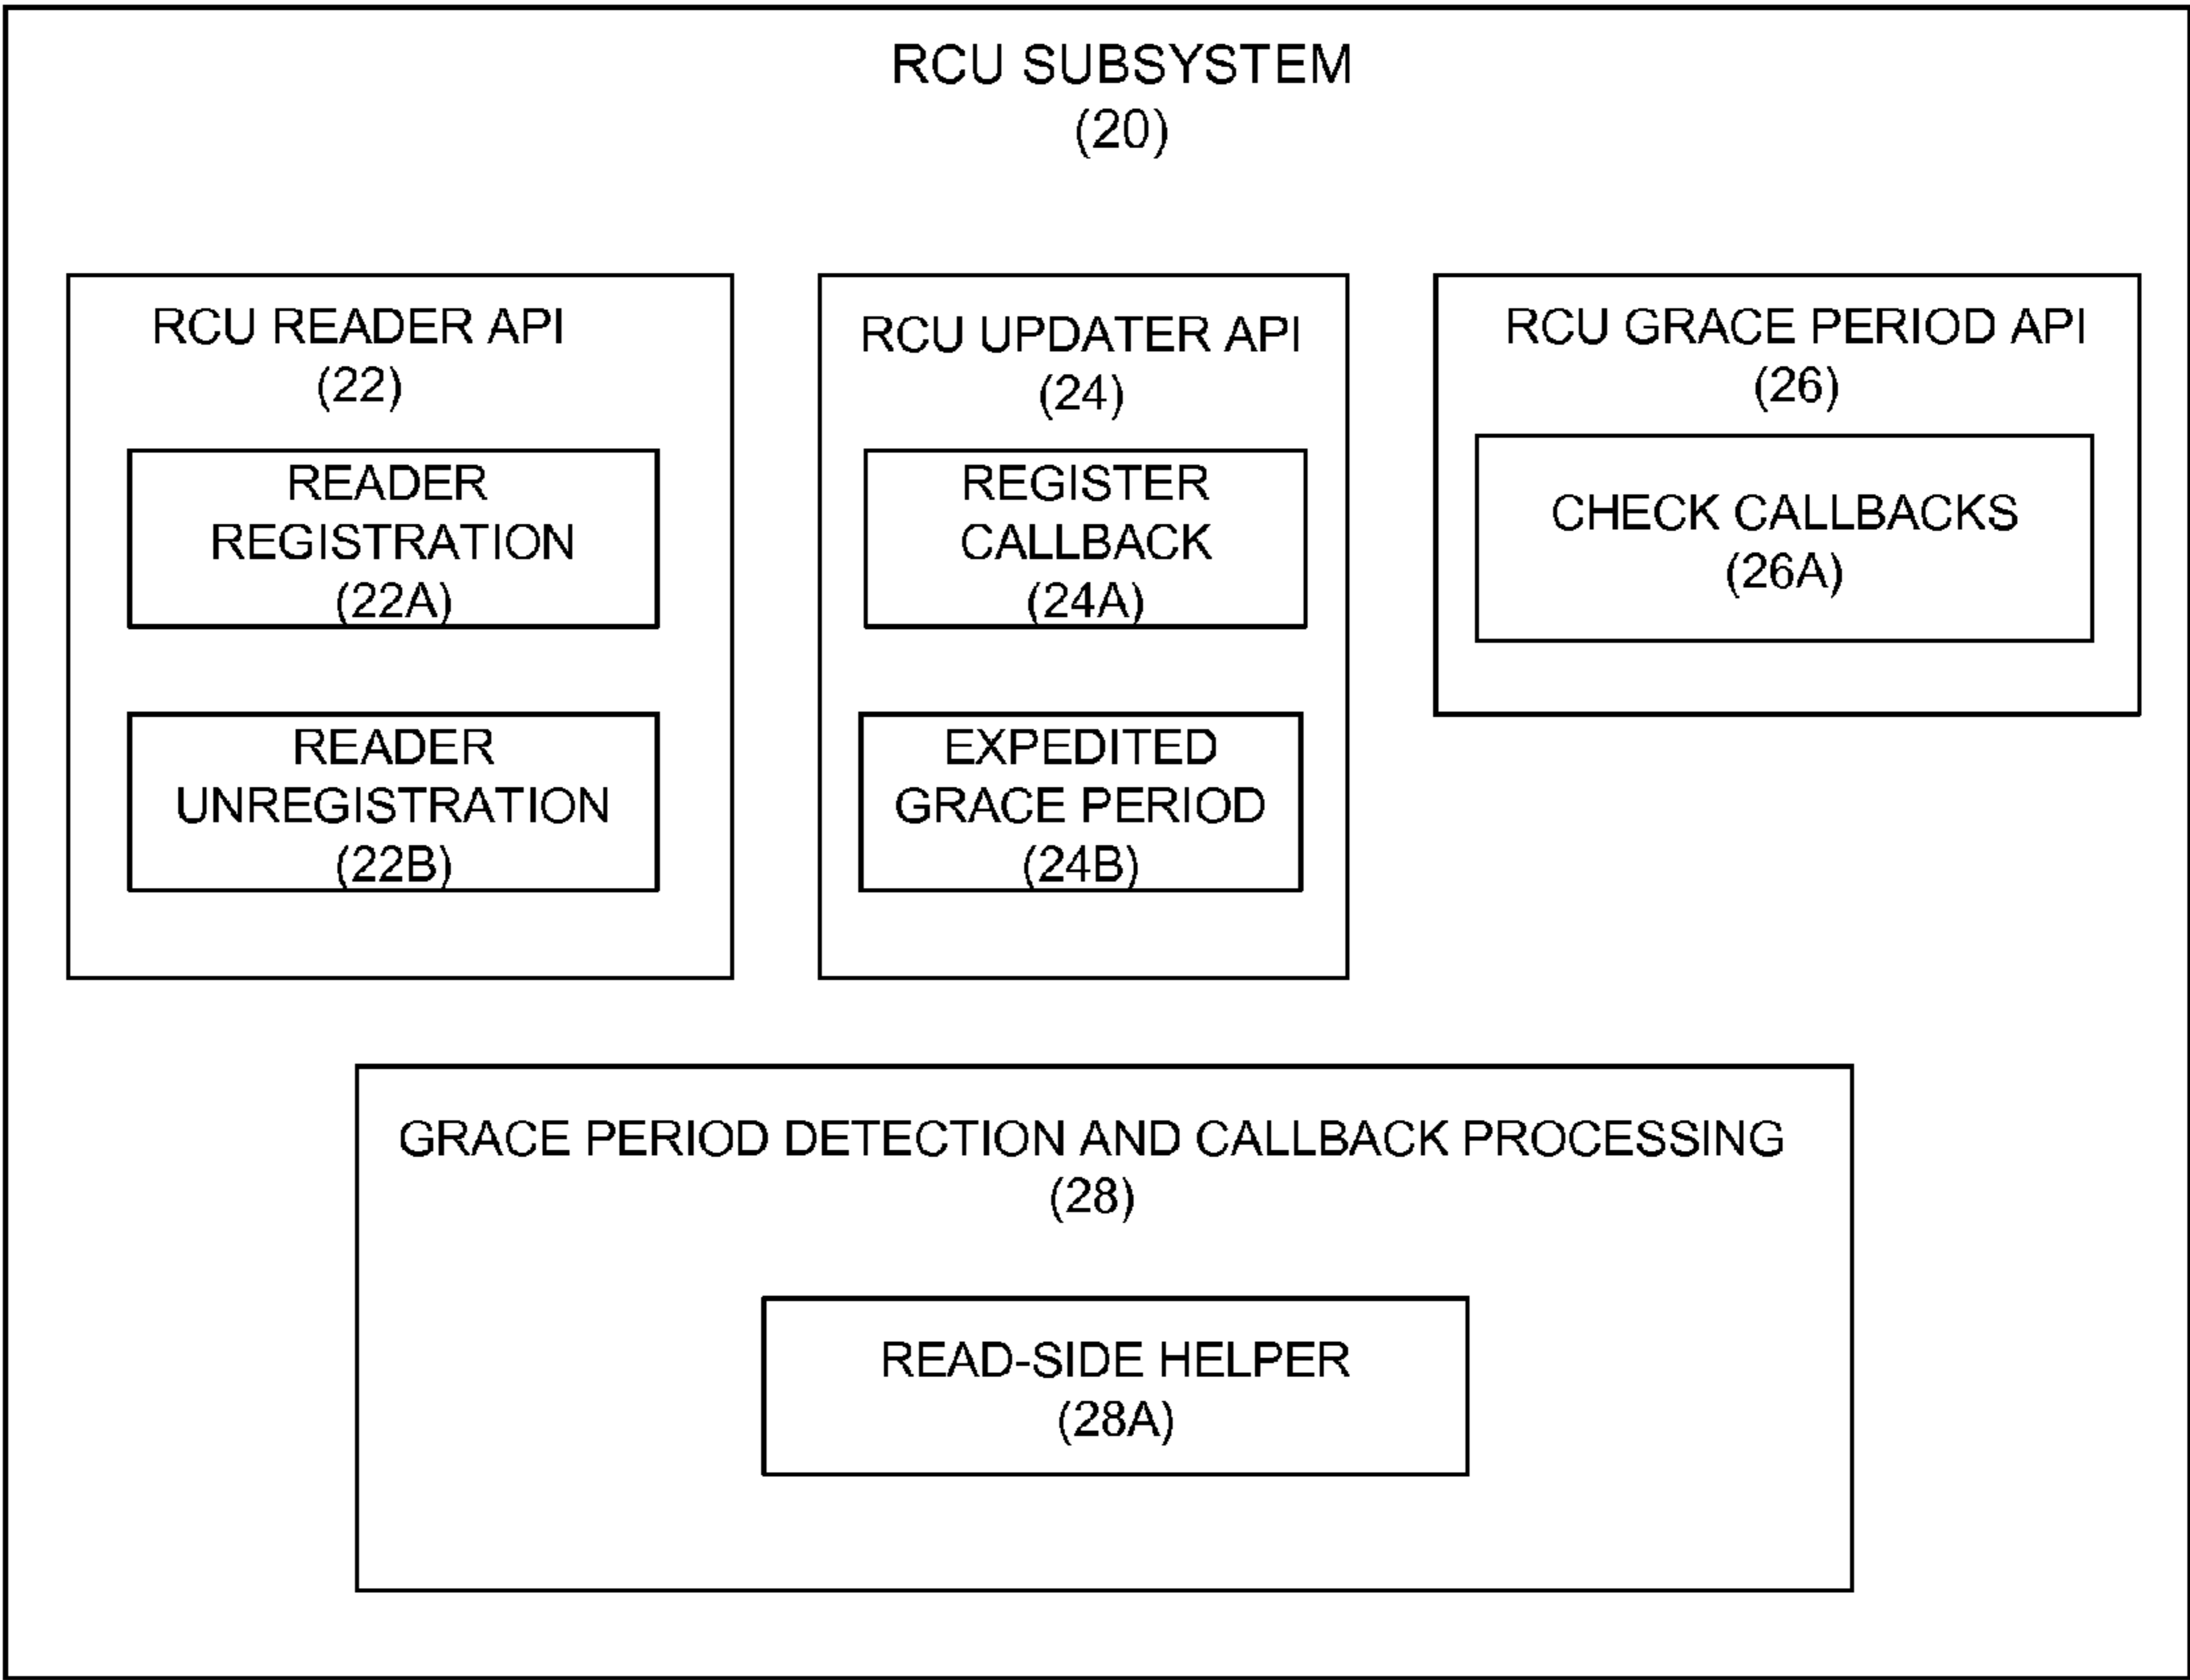 RCU SUBSYSTEM
(20)
RCU READER API
(22)
READER
REGISTRATION
(22A)
READER
UNREGISTRATION
(22B)
RCU UPDATER API
(24)
REGISTER
CALLBACK
(24A)
EXPEDITED
GRACE PERIOD
(24B)
RCU GRACE PERIOD API
(26)
CHECK CALLBACKS
(26A)
GRACE PERIOD DETECTION AND CALLBACK PROCESSING
(28)
READ-SIDE HELPER
(28A)